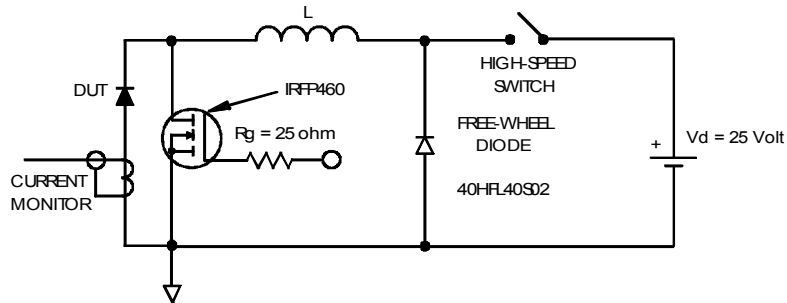 L
HIGH-SPEED
SWITCH
DUT
IRFP460
Rg = 25 ohm
FREE-WHEEL
DIODE
+
Vd = 25 Volt
CURRENT
MONITOR
40HFL40S02